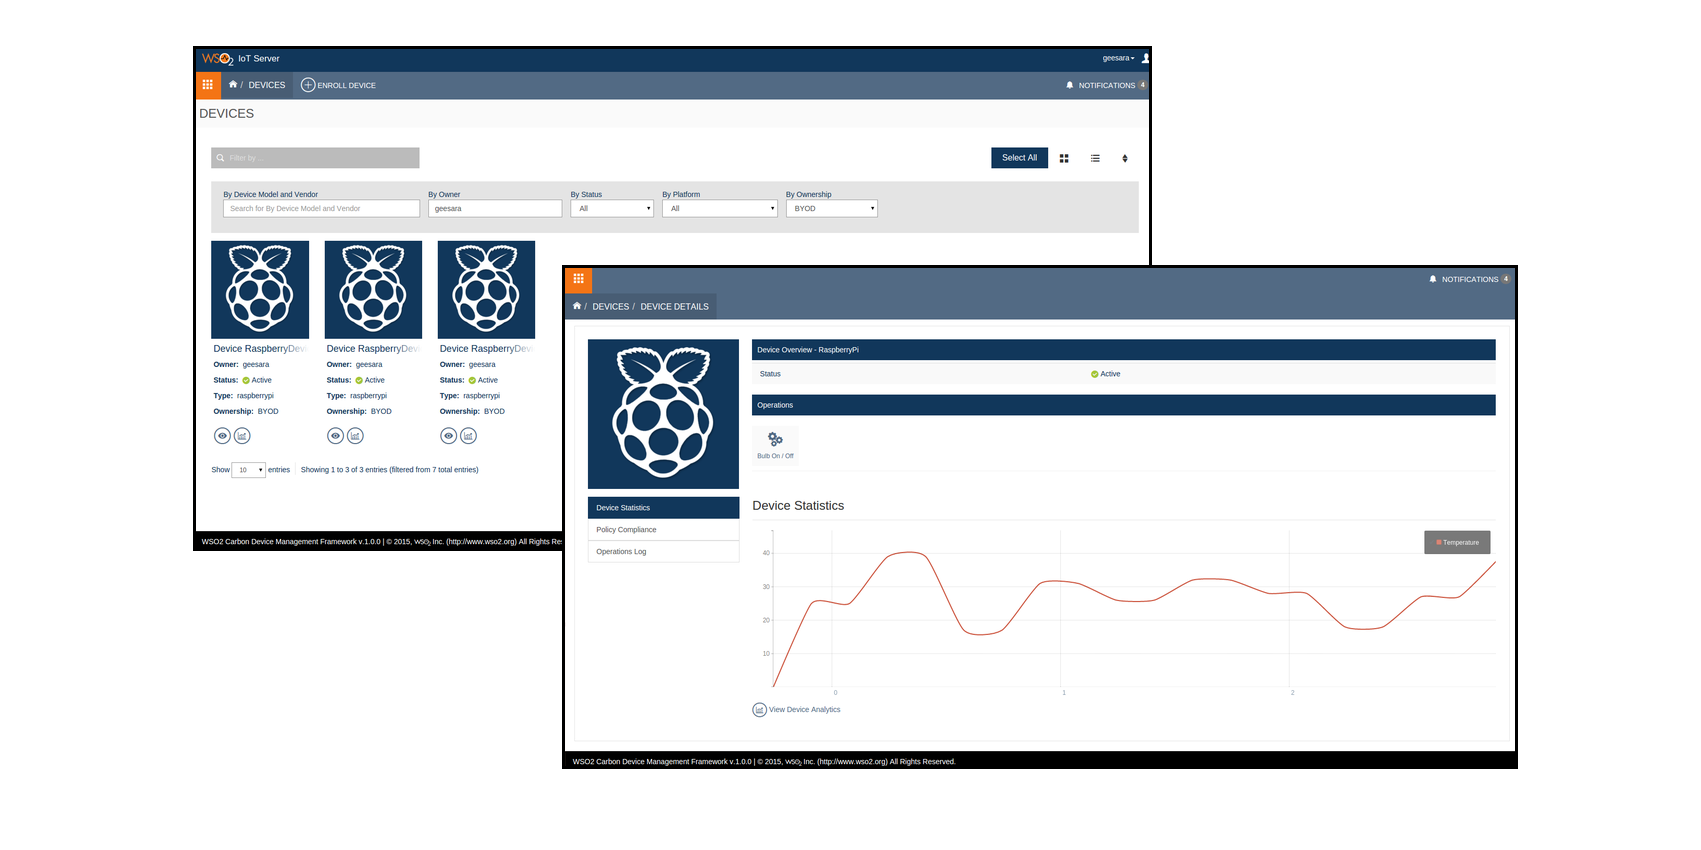 WSO2 IoT Server
geesara
/ DEVICES
ENROLL DEVICE
NOTIFICATIONS 4
DEVICES
Filter by...
Select All
By Device Model and Vendor
By Owner
By Status
By Platform
By Ownership
Search for By Device Model and Vendor
geesara
All
All
BYOD
Device RaspberryDev
Owner: geesara
Status: Active
Type: raspberrypi
Ownership: BYOD
Device RaspberryDev
Owner: geesara
Status: Active
Type: raspberrypi
Ownership: BYOD
Device RaspberryDev
Owner: geesara
Status: Active
Type: raspberrypi
Ownership: BYOD
Show 10 entries
Showing 1 to 3 of 3 entries (filtered from 7 total entries)
WSO2 Carbon Device Management Framework v.1.0.0 | © 2015, WSO2 Inc. (http://www.wso2.org) All Rights Re
NOTIFICATIONS 4
/ DEVICES / DEVICE DETAILS
Device Overview - RaspberryPi
Status
Active
Operations
Bulb On / Off
Device Statistics
Policy Compliance
Operations Log
Device Statistics
Temperature
40
30
20
10
0
1
2
View Device Analytics
WSO2 Carbon Device Management Framework v.1.0.0 | © 2015, WSO2 Inc. (http://www.wso2.org) All Rights Reserved.